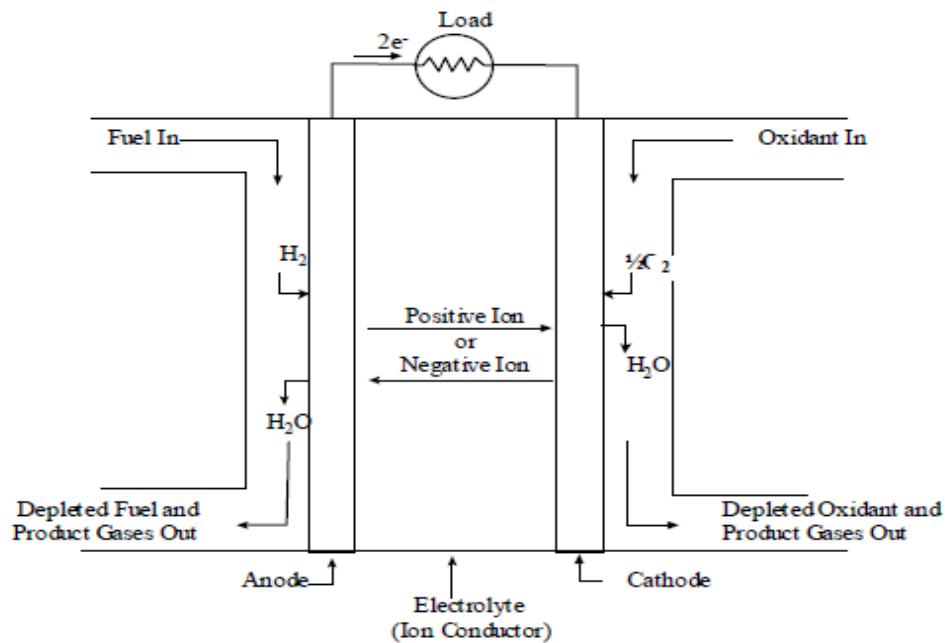 Load
2e-
Fuel In
Oxidant In
H2
½O2
Positive Ion
or
Negative Ion
H2O
H2O
Depleted Fuel and
Product Gases Out
Depleted Oxidant and
Product Gases Out
Anode
Cathode
Electrolyte
(Ion Conductor)